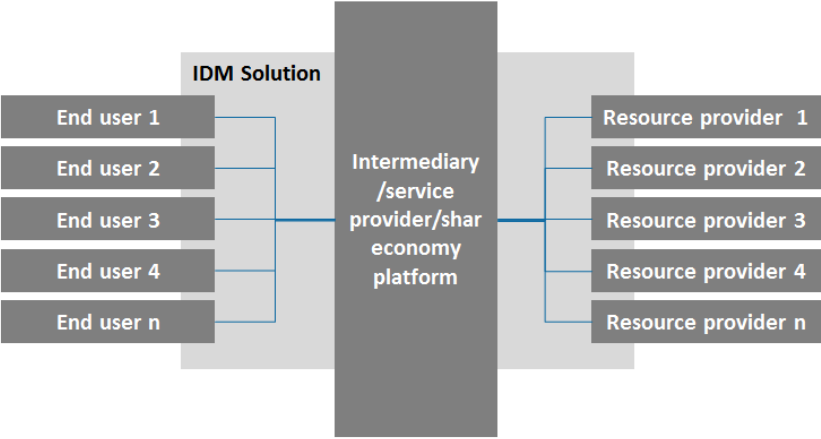 IDM Solution
End user 1
End user 2
End user 3
End user 4
End user n
Intermediary
/service
provider/shar
economy
platform
Resource provider 1
Resource provider 2
Resource provider 3
Resource provider 4
Resource provider n